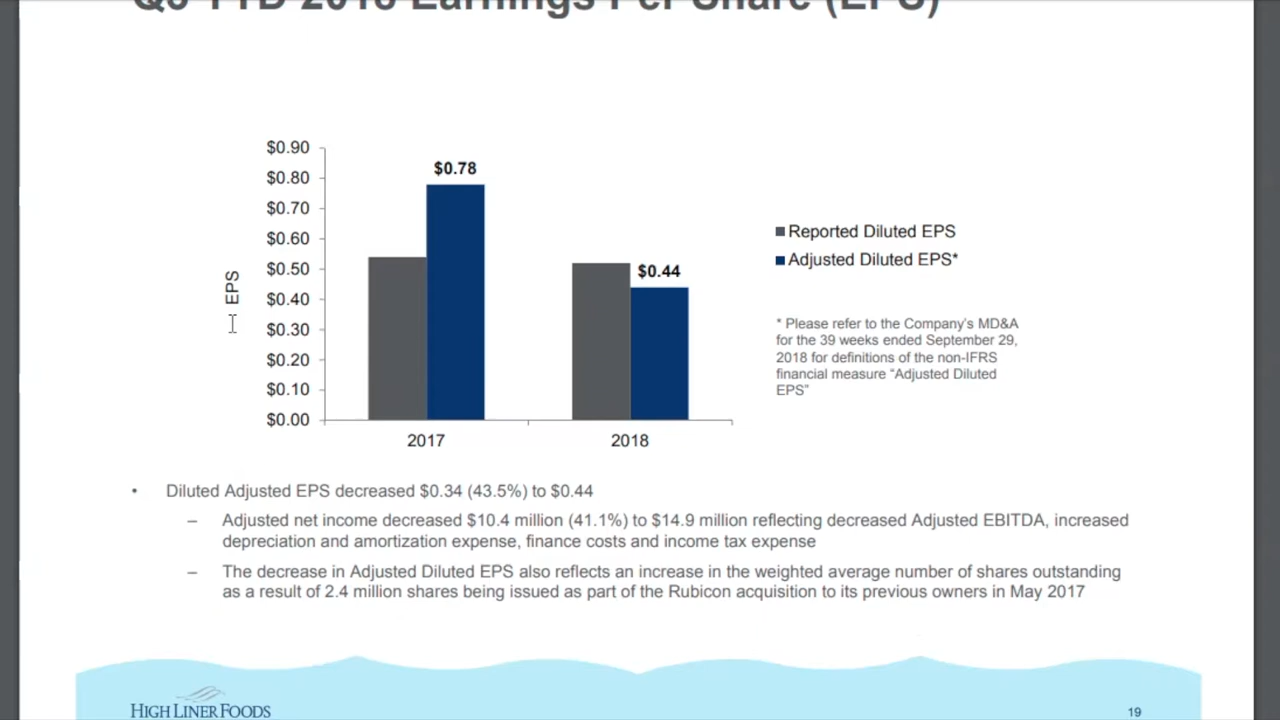 Q3 YTD 2018 Earnings Per Share (EPS)
$0.90
$0.80
$0.70
$0.60
$0.50
$0.40
$0.30
$0.20
$0.10
$0.00
EPS
$0.78
$0.44
2017
2018
Reported Diluted EPS
Adjusted Diluted EPS*
* Please refer to the Company's MD&A
for the 39 weeks ended September 29,
2018 for definitions of the non-IFRS
financial measure “Adjusted Diluted
EPS”
• Diluted Adjusted EPS decreased $0.34 (43.5%) to $0.44
– Adjusted net income decreased $10.4 million (41.1%) to $14.9 million reflecting decreased Adjusted EBITDA, increased
depreciation and amortization expense, finance costs and income tax expense
– The decrease in Adjusted Diluted EPS also reflects an increase in the weighted average number of shares outstanding
as a result of 2.4 million shares being issued as part of the Rubicon acquisition to its previous owners in May 2017
HIGH LINER FOODS
19